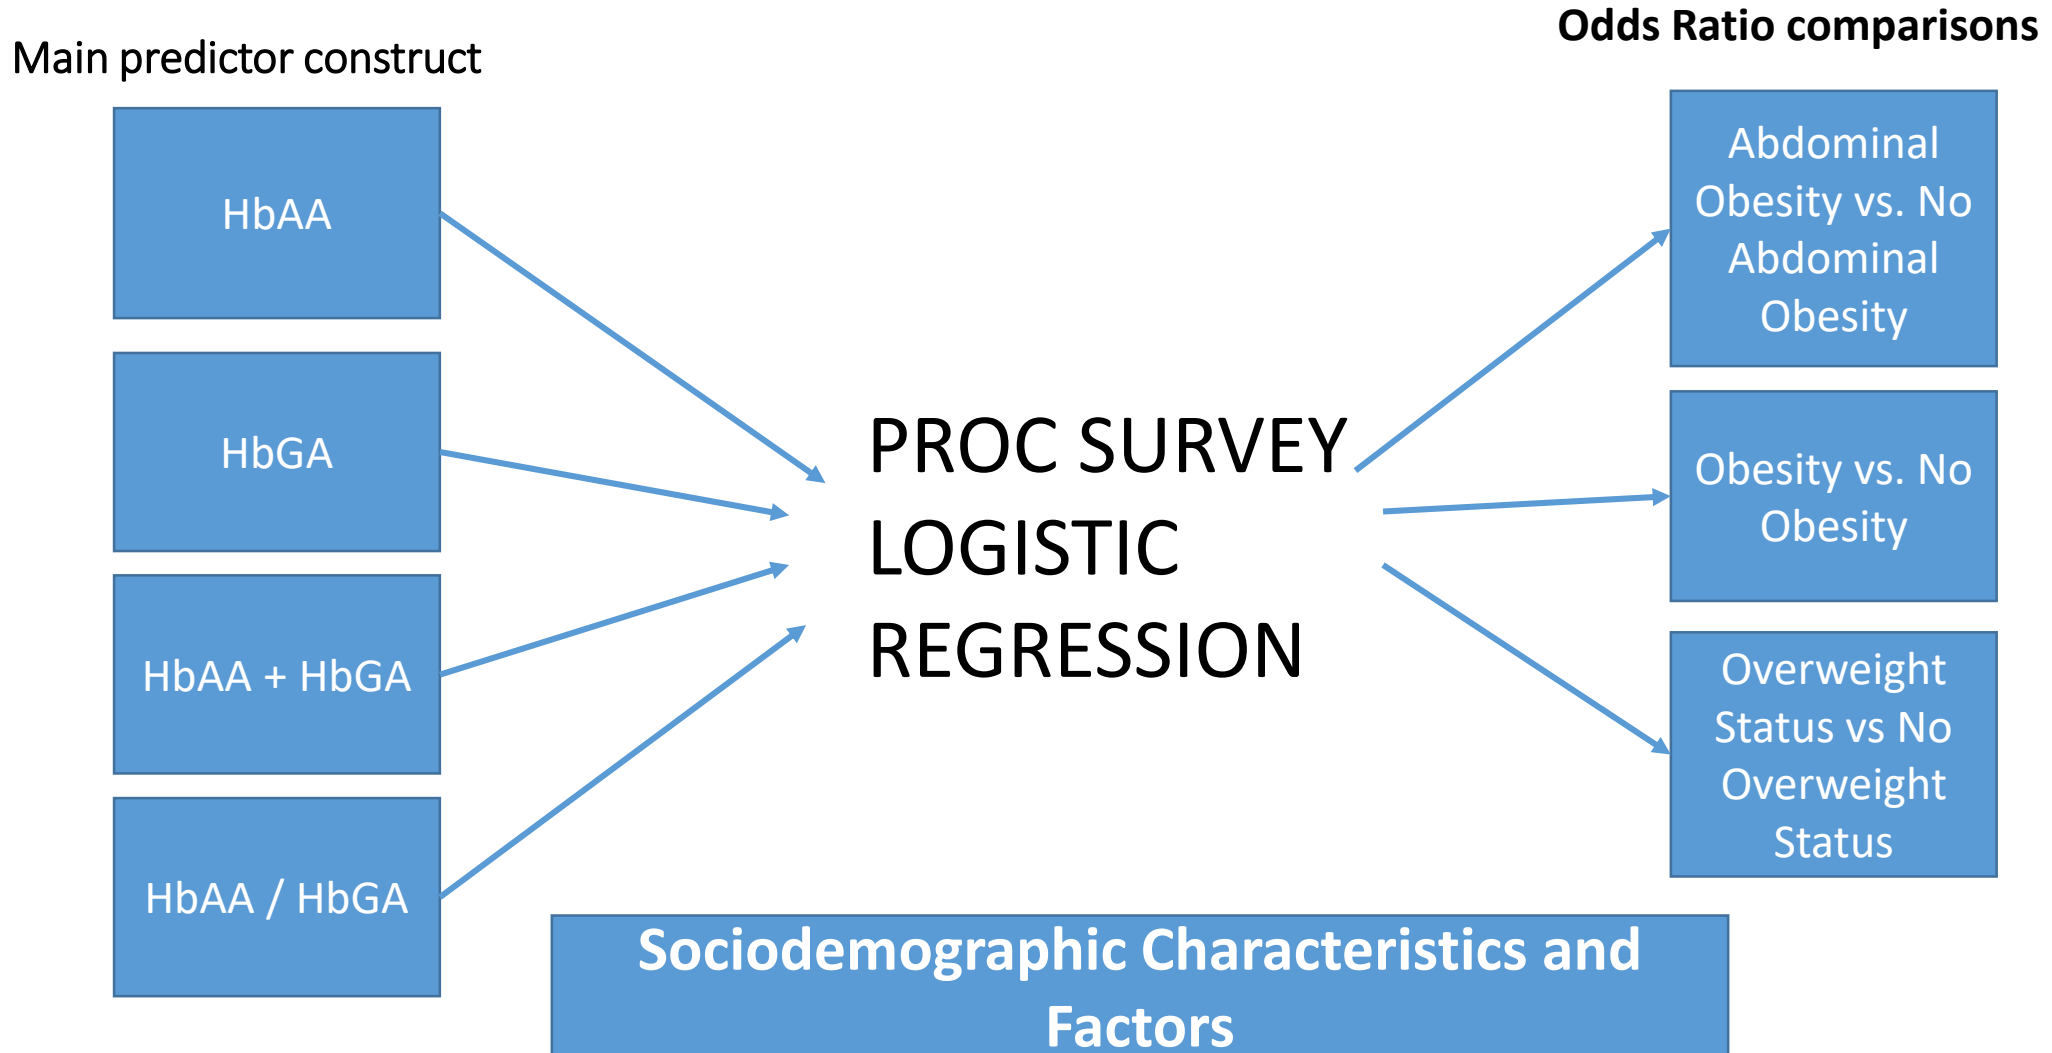 Odds Ratio comparisons
Main predictor construct
HbAA
HbGA
HbAA + HbGA
HbAA / HbGA
PROC SURVEY
LOGISTIC
REGRESSION
Abdominal
Obesity vs. No
Abdominal
Obesity
Obesity vs. No
Obesity
Overweight
Status vs No
Overweight
Status
Sociodemographic Characteristics and
Factors